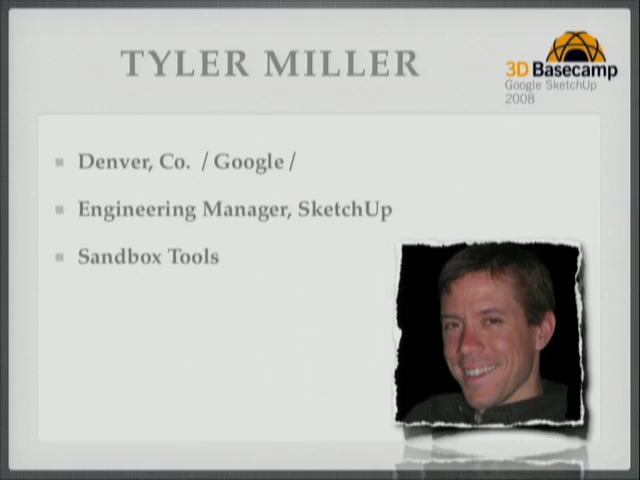 TYLER MILLER
3D Basecamp
Google SketchUp
2008
Denver, Co. / Google /
Engineering Manager, SketchUp
Sandbox Tools